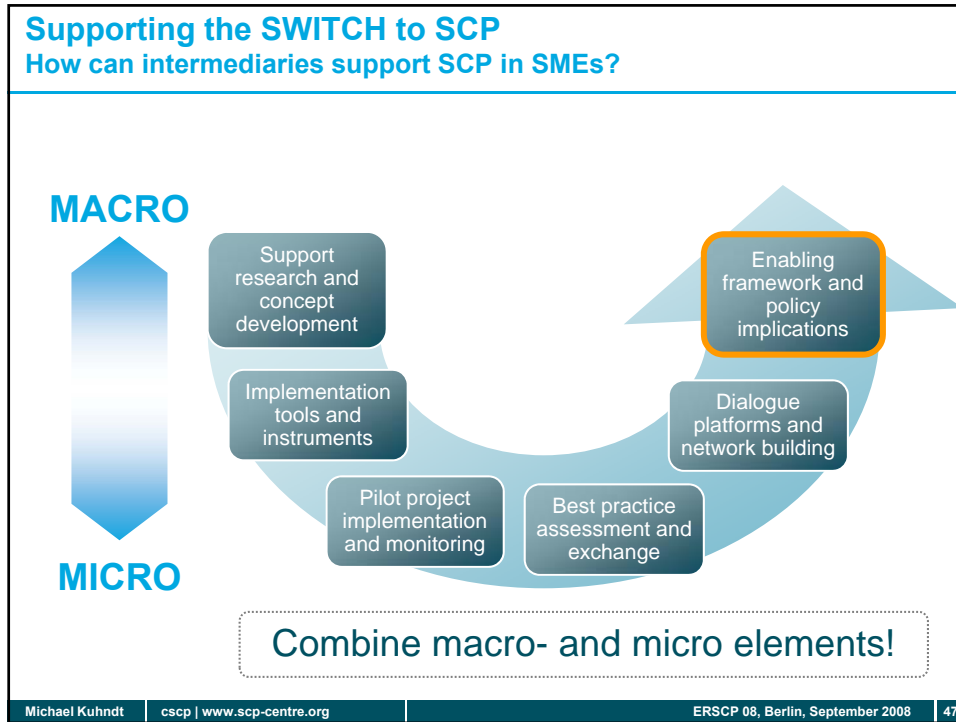 Supporting the SWITCH to SCP
How can intermediaries support SCP in SMEs?
MACRO
MICRO
Support
research and
concept
development
Implementation
tools and
instruments
Pilot project
implementation
and monitoring
Best practice
assessment and
exchange
Dialogue
platforms and
network building
Enabling
framework and
policy
implications
Combine macro- and micro elements!
Michael Kuhndt cscp | www.scp-centre.org ERSCP 08, Berlin, September 2008 47